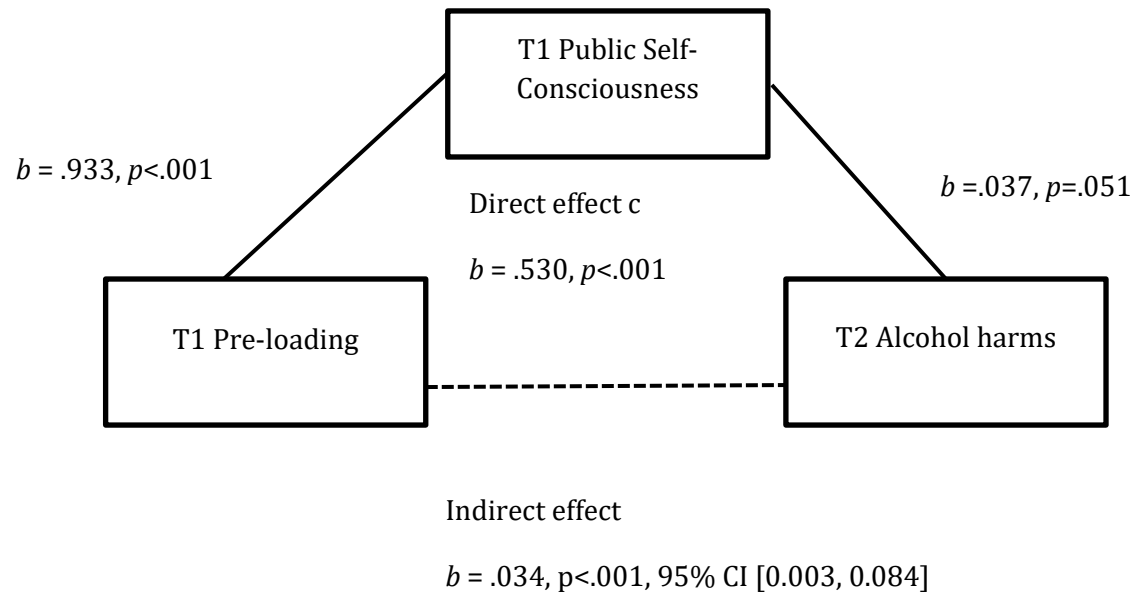 T1 Public Self-
Consciousness
b = .933, p<.001
b =.037, p=.051
Direct effect c
b = .530, p<.001
T1 Pre-loading
T2 Alcohol harms
Indirect effect
b = .034, p<.001, 95% CI [0.003, 0.084]